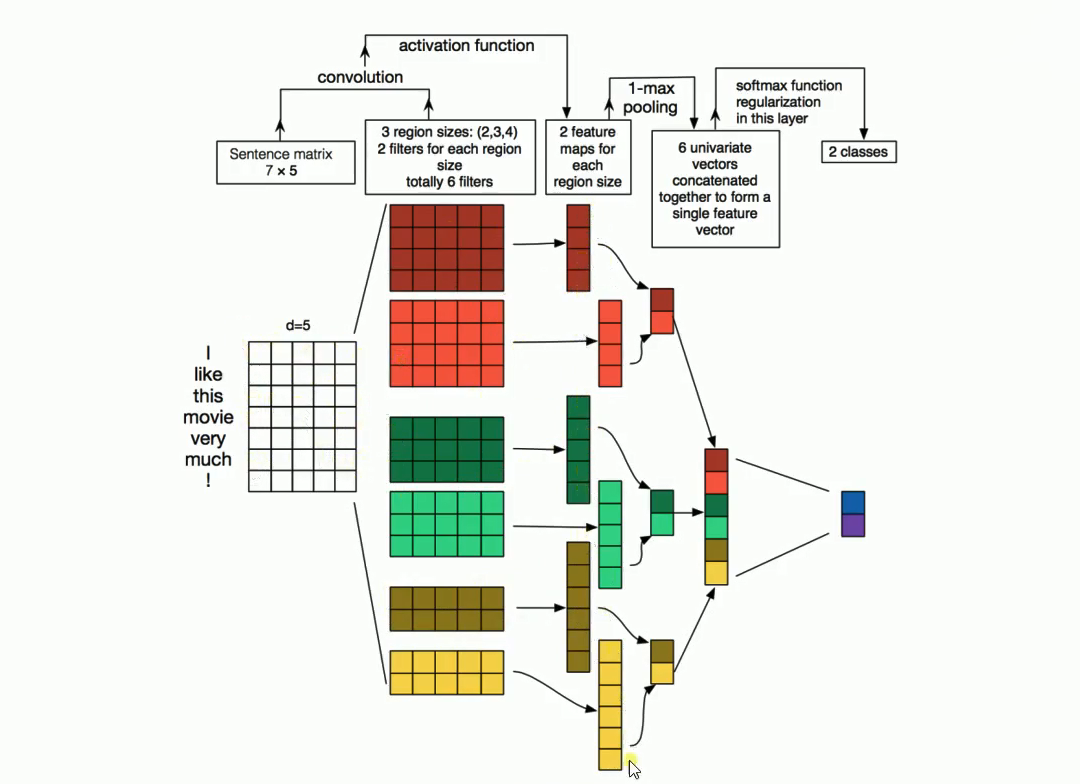 activation function
convolution
1-max
pooling
softmax function
regularization
in this layer
Sentence matrix
7 × 5
3 region sizes: (2,3,4)
2 filters for each region
size
totally 6 filters
2 feature
maps for
each
region size
6 univariate
vectors
concatenated
together to form a
single feature
vector
2 classes
d=5
I
like
this
movie
very
much
!